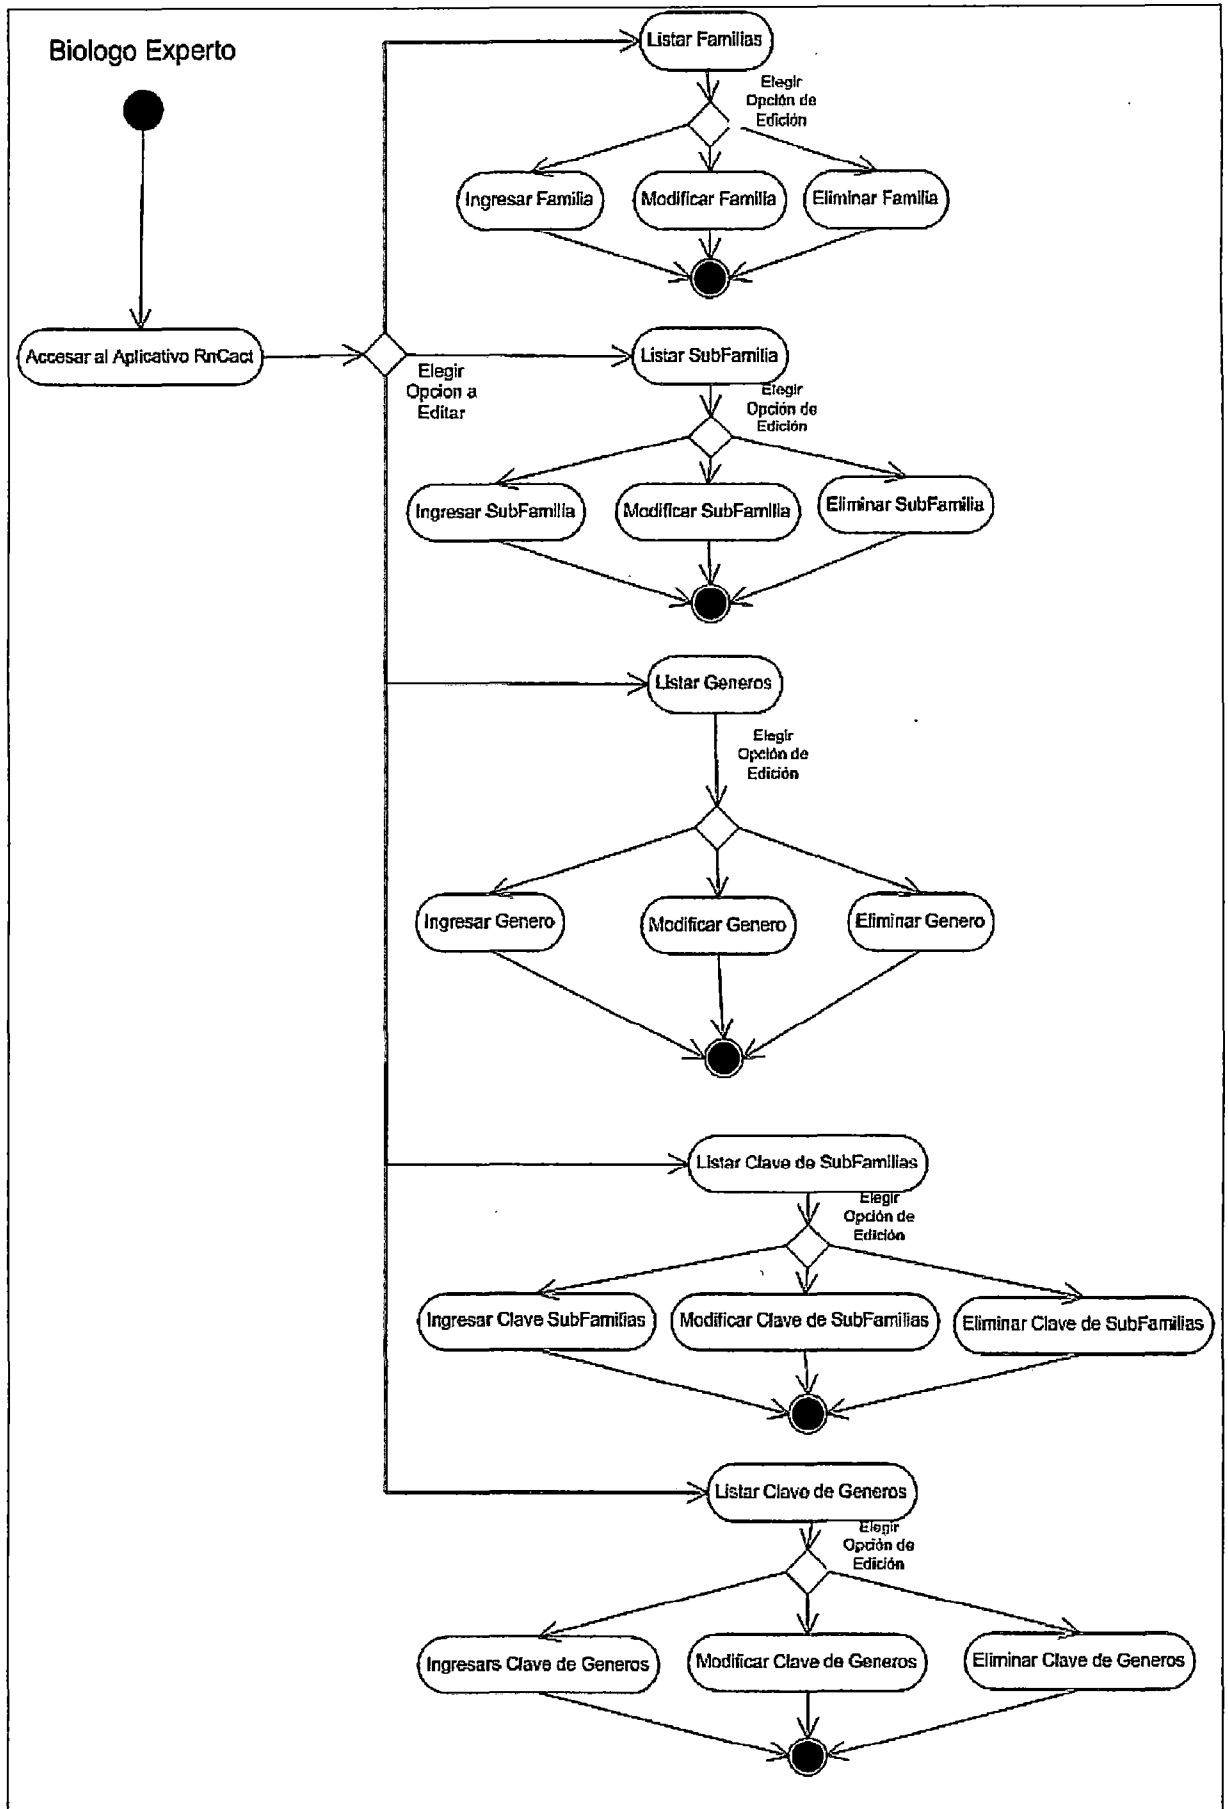 Biologo Experto
Listar Familias
Elegir
Opción de
Edición
Ingresar Familia
Modificar Familia
Eliminar Familia
Accesar al Aplicativo RnCact
Elegir
Opcion a
Editar
Listar SubFamilia
Elegir
Opción de
Edición
Ingresar SubFamilia
Modificar SubFamilia
Eliminar SubFamilia
Listar Generos
Elegir
Opción de
Edición
Ingresar Genero
Modificar Genero
Eliminar Genero
Listar Clave de SubFamilias
Elegir
Opción de
Edición
Ingresar Clave SubFamilias
Modificar Clave de SubFamilias
Eliminar Clave de SubFamilias
Listar Clave de Generos
Elegir
Opción de
Edición
Ingresars Clave de Generos
Modificar Clave de Generos
Eliminar Clave de Generos